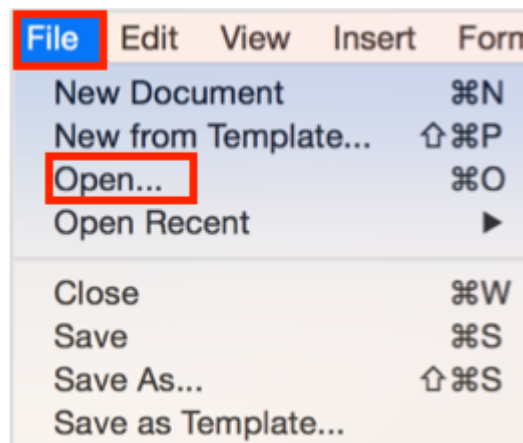 File Edit View Insert Form
New Document ⌘N
New from Template... ⇧⌘P
Open... ⌘O
Open Recent ▶
Close ⌘W
Save ⌘S
Save As... ⇧⌘S
Save as Template...